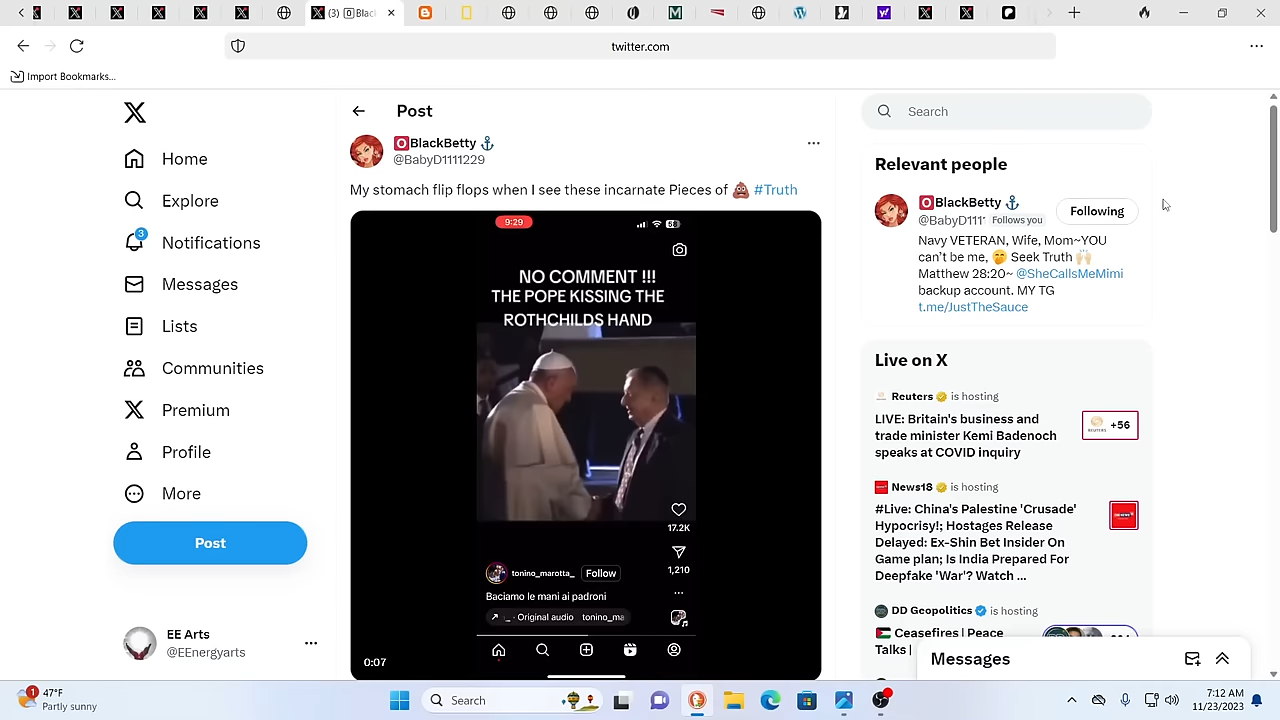 (3) 🅾Blacl
twitter.com
Import Bookmarks...
Home
Explore
3
Notifications
Messages
Lists
Communities
Premium
Profile
More
Post
EE Arts
@EEnergyarts
Post
🅾BlackBetty ⚓
@BabyD1111229
My stomach flip flops when I see these incarnate Pieces of 💩 #Truth
9:29
NO COMMENT !!!
THE POPE KISSING THE
ROTHCHILDS HAND
17.2K
1,210
tonino_marotta_
Follow
Baciamo le mani ai padroni
Original audio tonino_ma
0:07
Search
Relevant people
🅾BlackBetty ⚓
@BabyD111 Follows you
Following
Navy VETERAN, Wife, Mom~YOU
can't be me, 🤭 Seek Truth 🙌🏻
Matthew 28:20~ @SheCallsMeMimi
backup account. MY TG
t.me/JustTheSauce
Live on X
Reuters is hosting
LIVE: Britain's business and
trade minister Kemi Badenoch
speaks at COVID inquiry
REUTERS +56
News18 is hosting
#Live: China's Palestine 'Crusade'
Hypocrisy!; Hostages Release
Delayed: Ex-Shin Bet Insider On
Game plan; Is India Prepared For
Deepfake 'War'? Watch ...
DD Geopolitics is hosting
🇵🇸 Ceasefires | Peace
Talks |
Messages
1
47°F
Partly sunny
Search
7:12 AM
11/23/2023